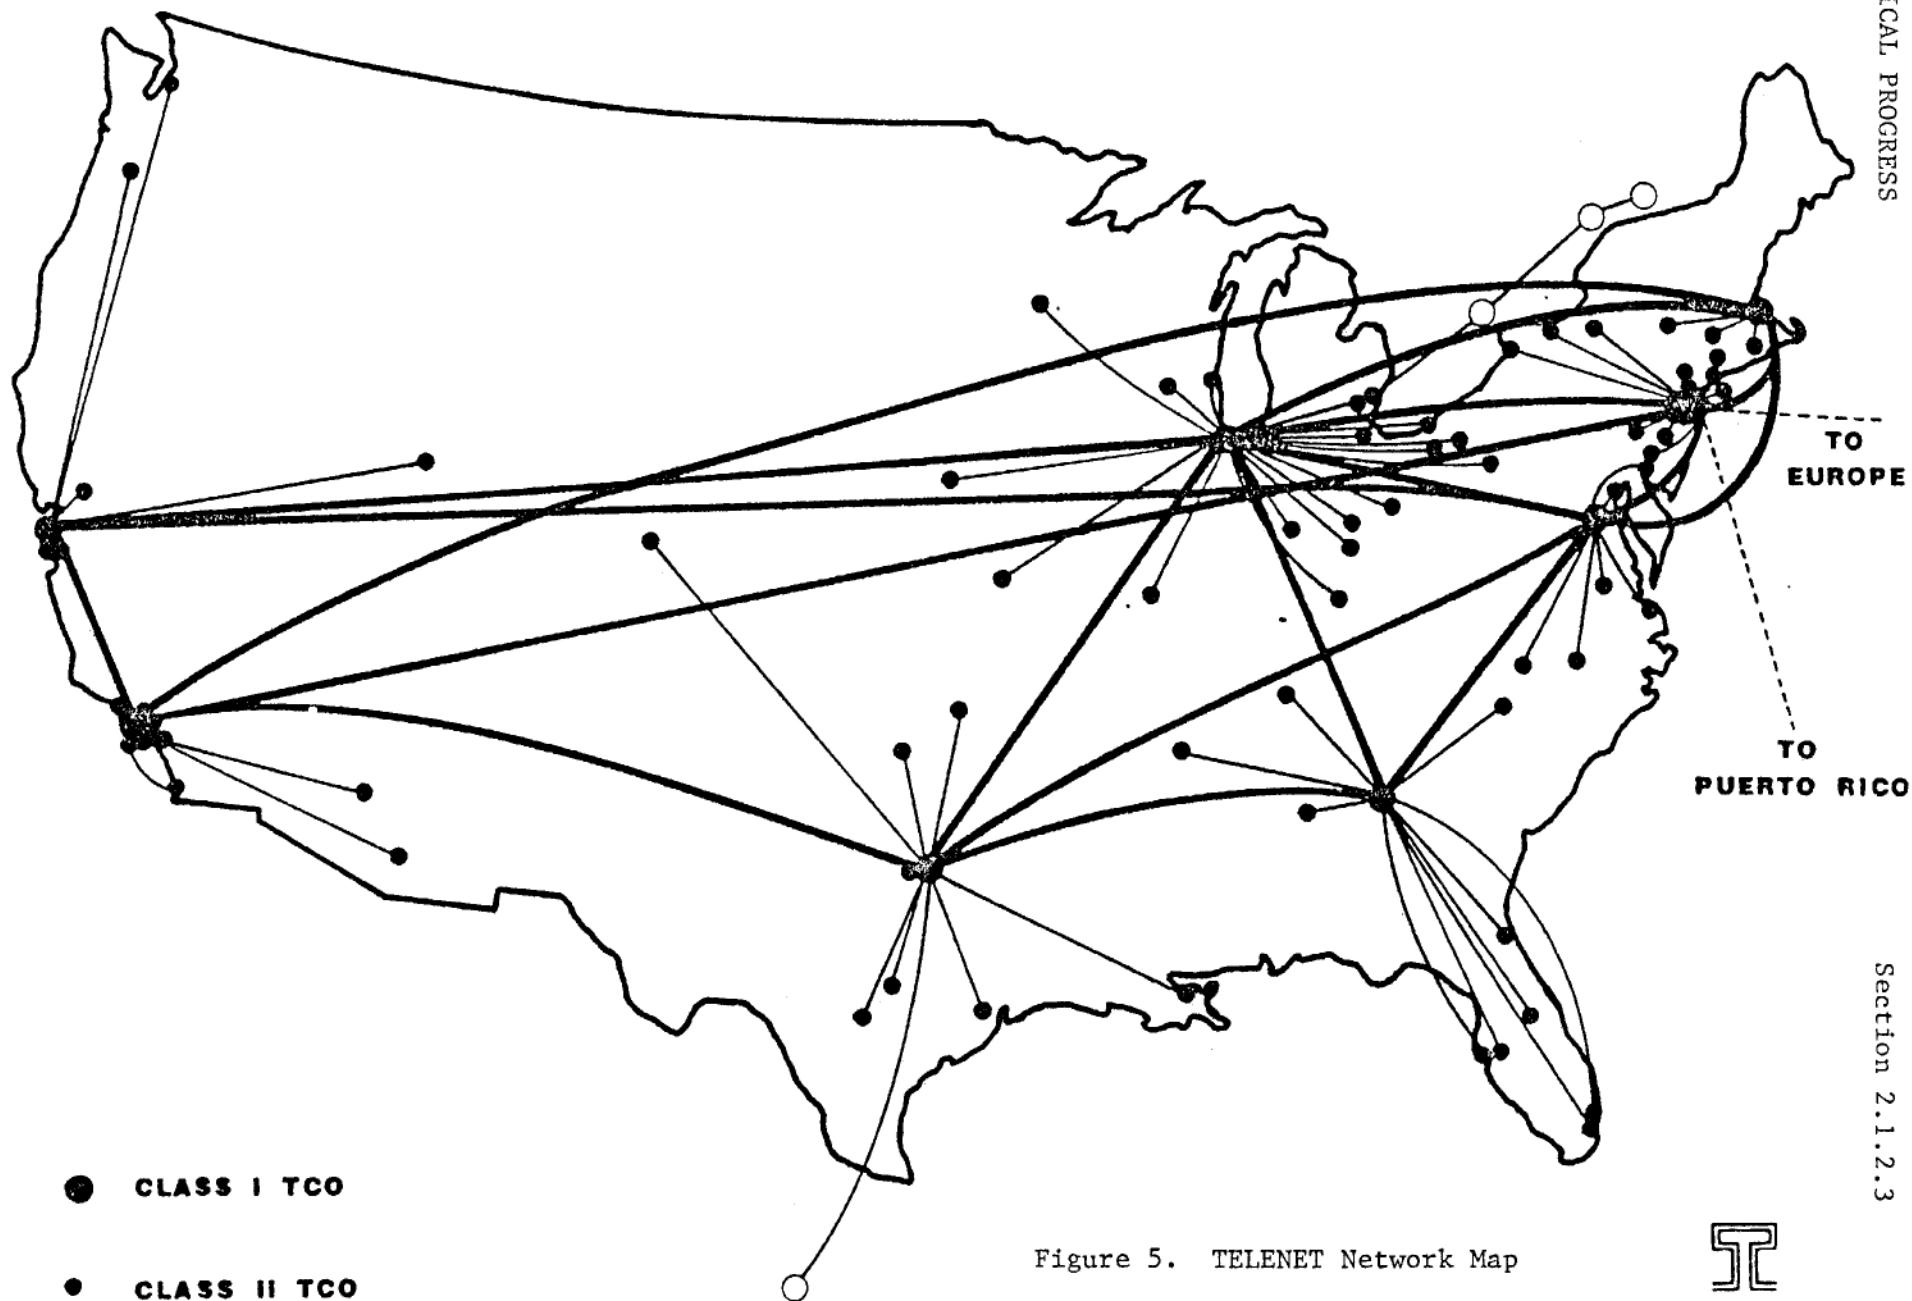 ICAL PROGRESS
TO
EUROPE
TO
PUERTO RICO
Section 2.1.2.3
CLASS I TCO
CLASS II TCO
Figure 5. TELENET Network Map